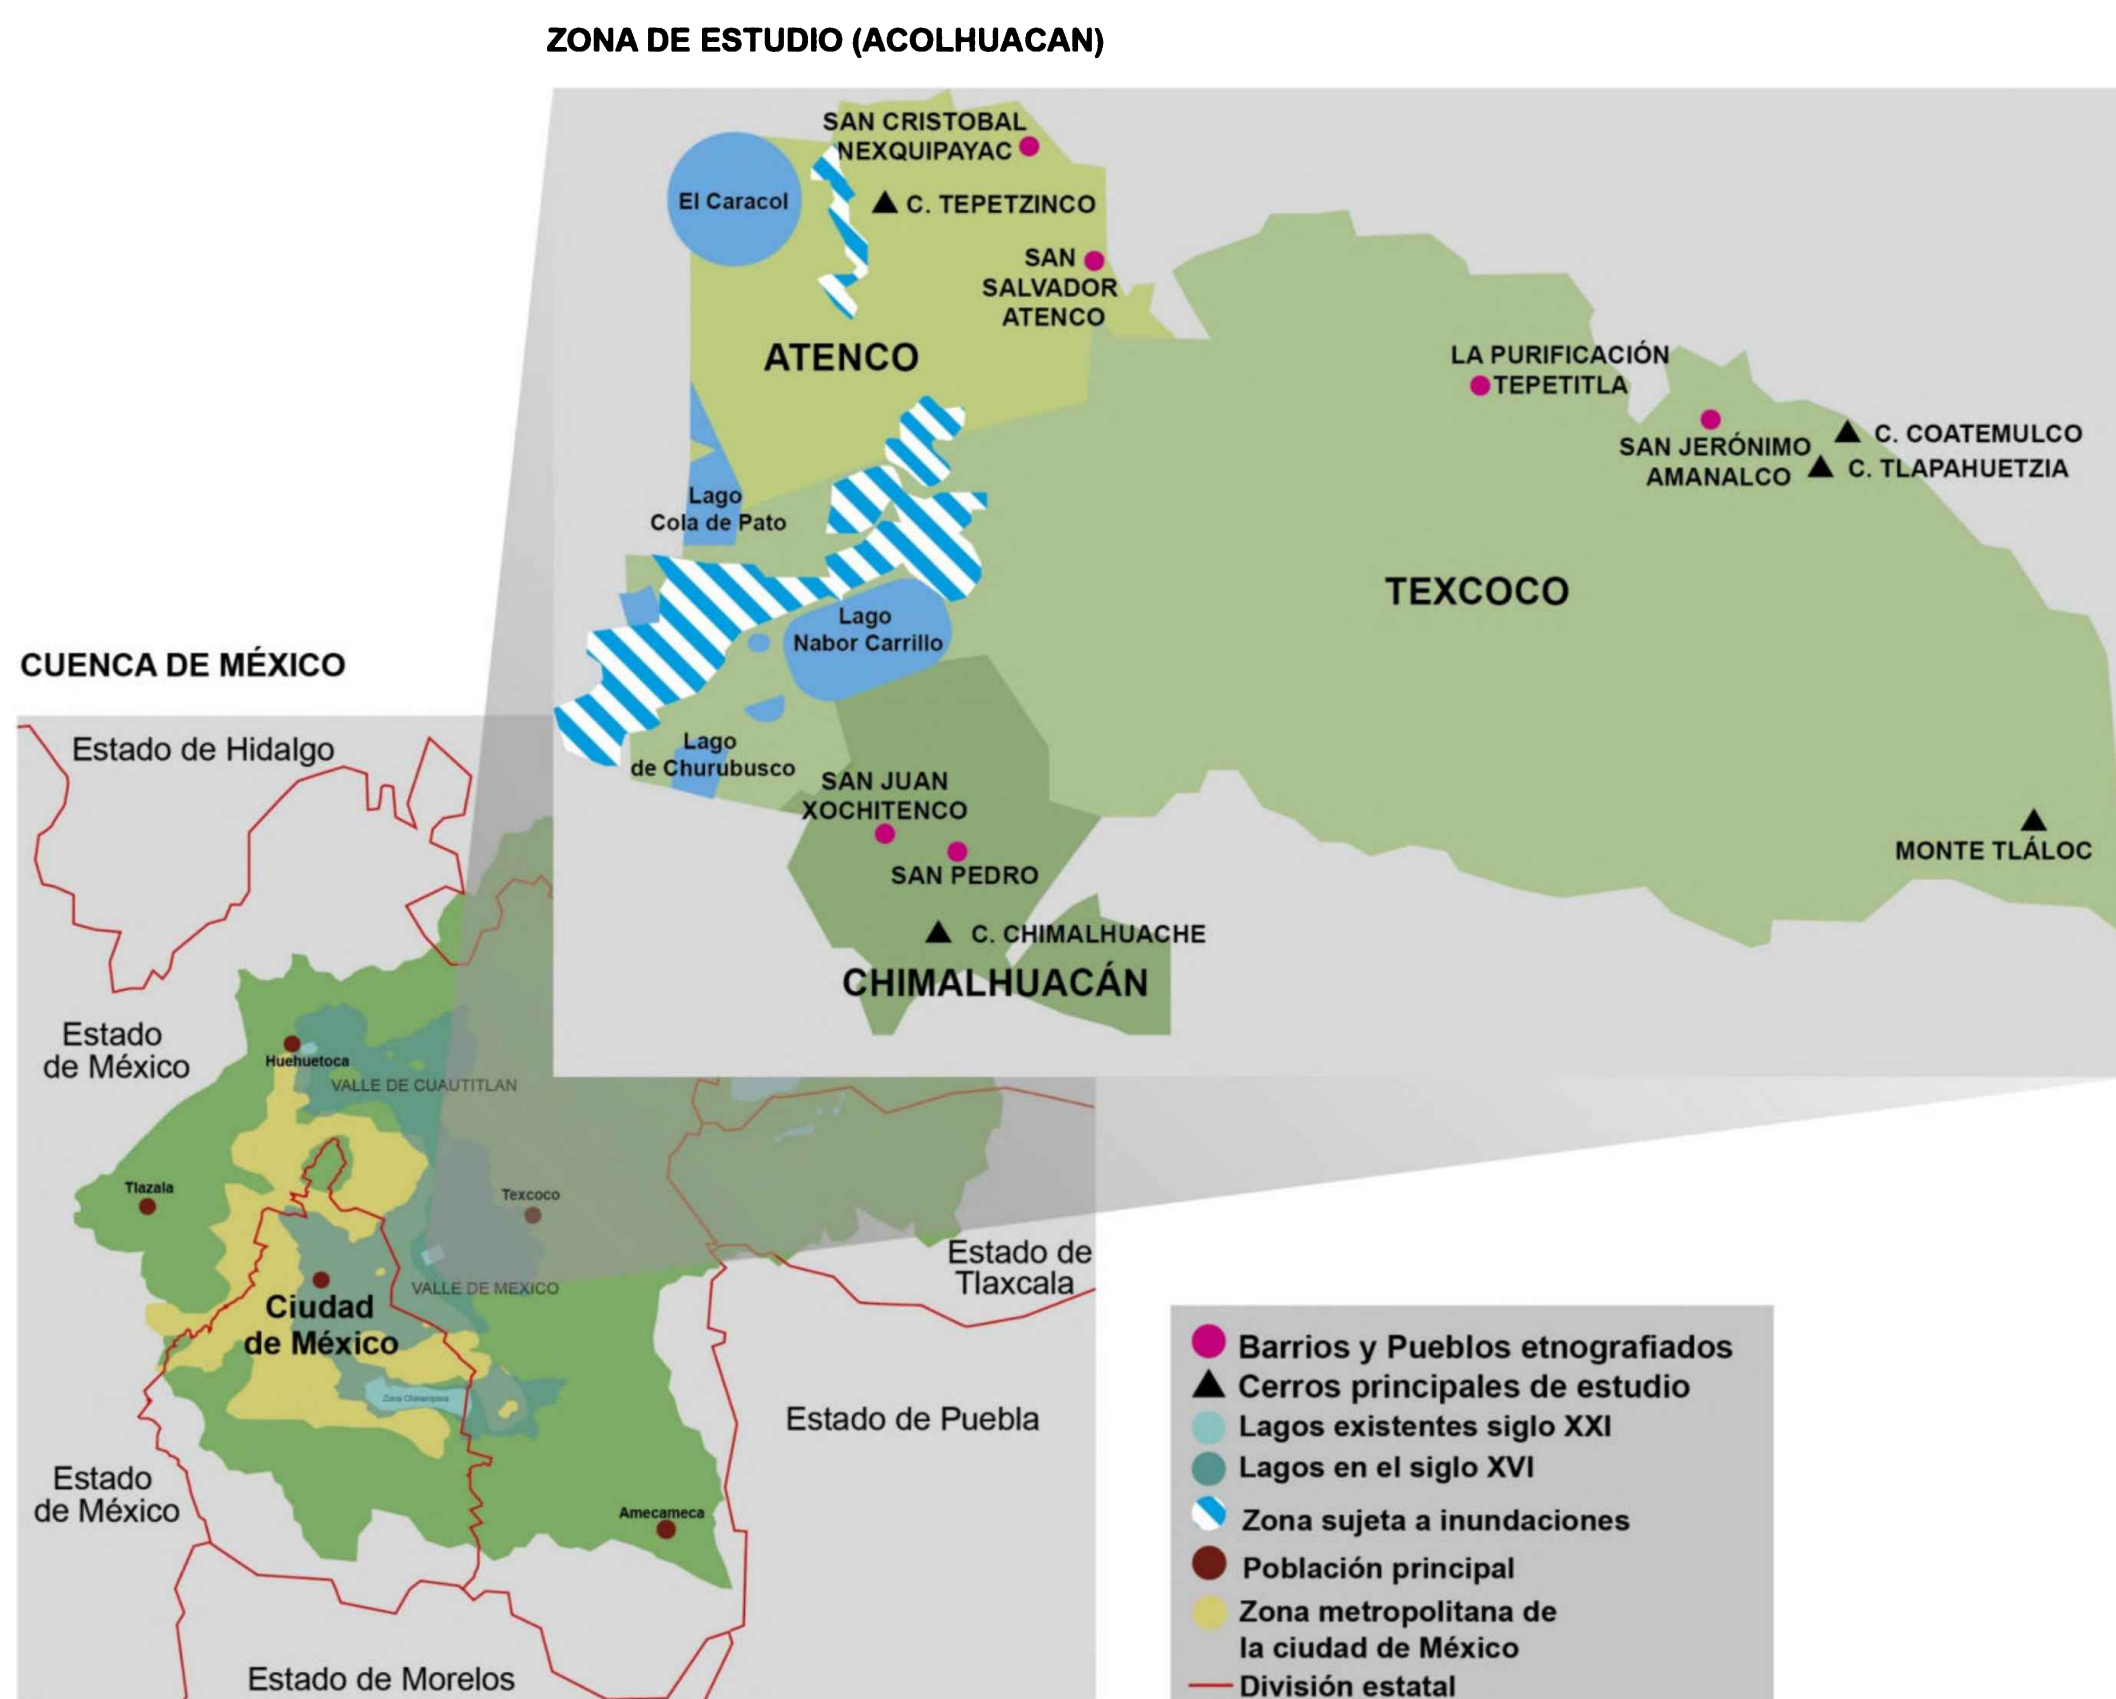 ZONA DE ESTUDIO (ACOLHUACAN)
SAN CRISTOBAL
NEXQUIPAYAC
El Caracol
C. TEPETZINCO
SAN
SALVADOR
ATENCO
ATENCO
LA PURIFICACIÓN
TEPETITLA
SAN JERÓNIMO
AMANALCO
C. COATEMULCO
C. TLAPAHUETZIA
Lago
Cola de Pato
TEXCOCO
Lago
Nabor Carrillo
Lago
de Churubusco
SAN JUAN
XOCHITENCO
SAN PEDRO
MONTE TLÁLOC
C. CHIMALHUACHE
CHIMALHUACÁN
CUENCA DE MÉXICO
Estado de Hidalgo
Estado
de México
Huehuetoca
VALLE DE CUAUTITLAN
Tlazala
Texcoco
VALLE DE MEXICO
Ciudad
de México
Estado de
Tlaxcala
Zona Chinampera
Estado de Puebla
Estado
de México
Amecameca
Estado de Morelos
Barrios y Pueblos etnografiados
Cerros principales de estudio
Lagos existentes siglo XXI
Lagos en el siglo XVI
Zona sujeta a inundaciones
Población principal
Zona metropolitana de
la ciudad de México
División estatal